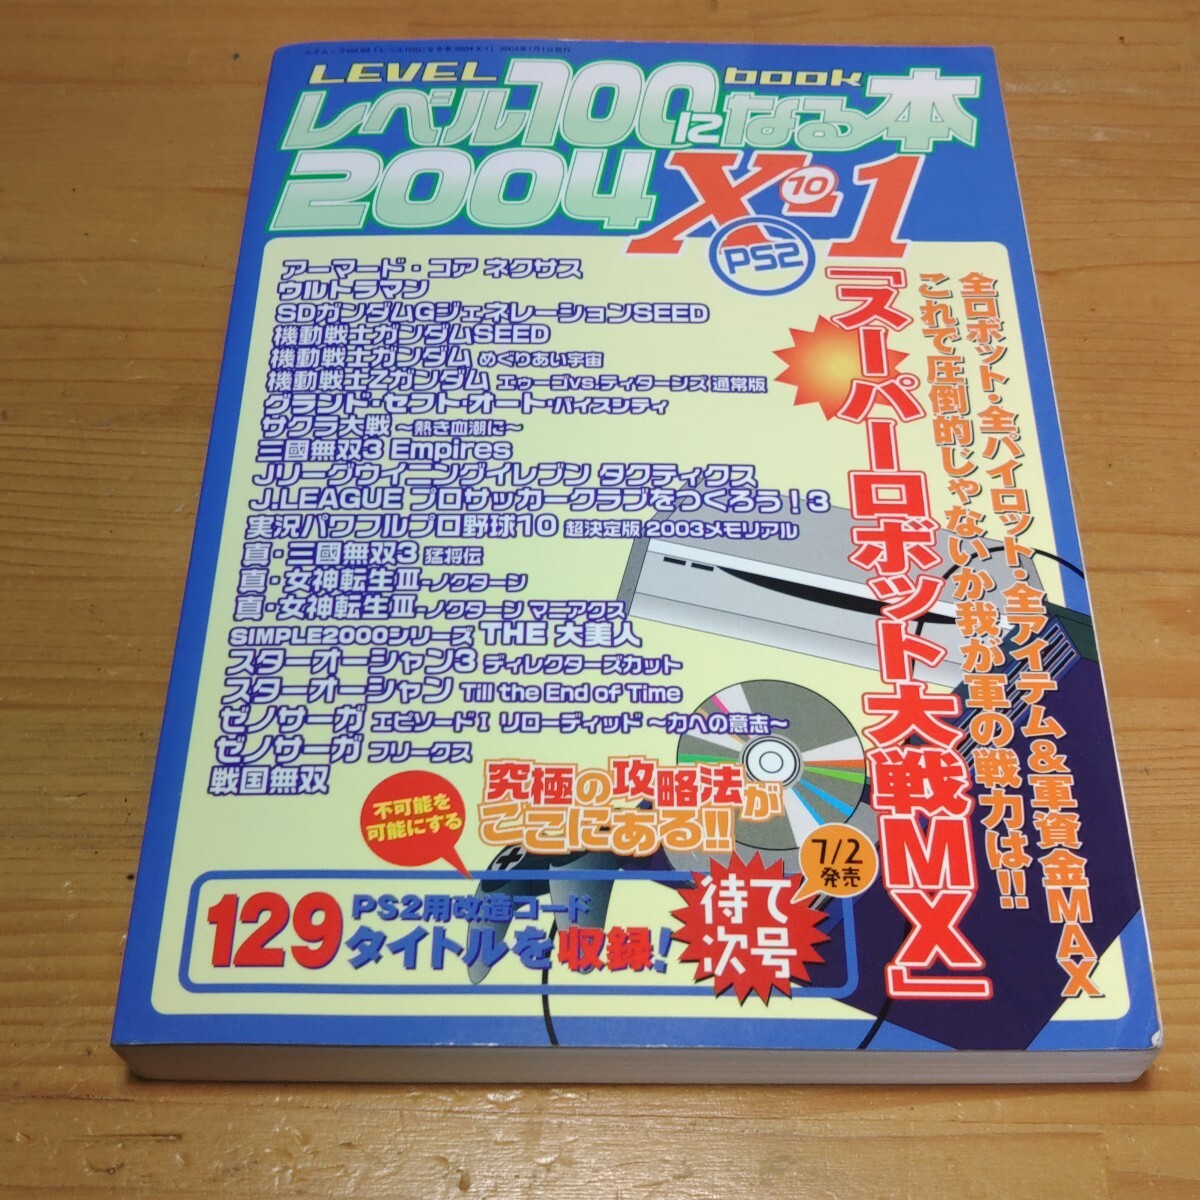 LEVEL 100 book
レベル100になる本
2004 X-1
10
PS2
アーマード・コア ネクサス
ウルトラマン
SDガンダムGジェネレーションSEED
機動戦士ガンダムSEED
機動戦士ガンダム めぐりあい宇宙
機動戦士Zガンダム エゥーゴvs.ティターンズ 通常版
グランド・セフト・オート・バイスシティ
サクラ大戦 ～熱き血潮に～
三國無双3 Empires
Jリーグウイニングイレブン タクティクス
J.LEAGUE プロサッカークラブをつくろう！3
実況パワフルプロ野球10 超決定版 2003メモリアル
真・三國無双3 猛将伝
真・女神転生III-ノクターン
真・女神転生III-ノクターン マニアクス
SIMPLE2000シリーズ THE 大美人
スターオーシャン3 ディレクターズカット
スターオーシャン Till the End of Time
ゼノサーガ エピソードI リローディッド ～力への意志～
ゼノサーガ フリークス
戦国無双
全ロボット・全パイロット・全アイテム&軍資金MAX
これで圧倒的じゃないか我が軍の戦力は!!
「スーパーロボット大戦MX」
不可能を
可能にする
究極の攻略法が
ここにある!!
7/2
発売
129
PS2用改造コード
タイトルを収録!
待て
次号